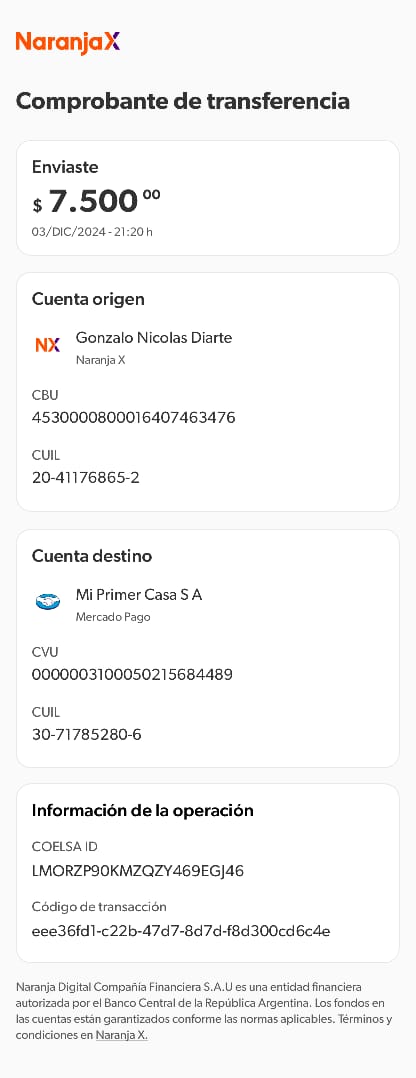 NaranjaX
Comprobante de transferencia
Enviaste
$ 7.500 00
03/DIC/2024 - 21:20 h
Cuenta origen
NX
Gonzalo Nicolas Diarte
Naranja X
CBU
4530000800016407463476
CUIL
20-41176865-2
Cuenta destino
Mi Primer Casa S A
Mercado Pago
CVU
0000003100050215684489
CUIL
30-71785280-6
Información de la operación
COELSA ID
LMORZP90KMZQZY469EGJ46
Código de transacción
eee36fd1-c22b-47d7-8d7d-f8d300cd6c4e
Naranja Digital Compañía Financiera S.A.U es una entidad financiera
autorizada por el Banco Central de la República Argentina. Los fondos en
las cuentas están garantizados conforme las normas aplicables. Términos y
condiciones en Naranja X.